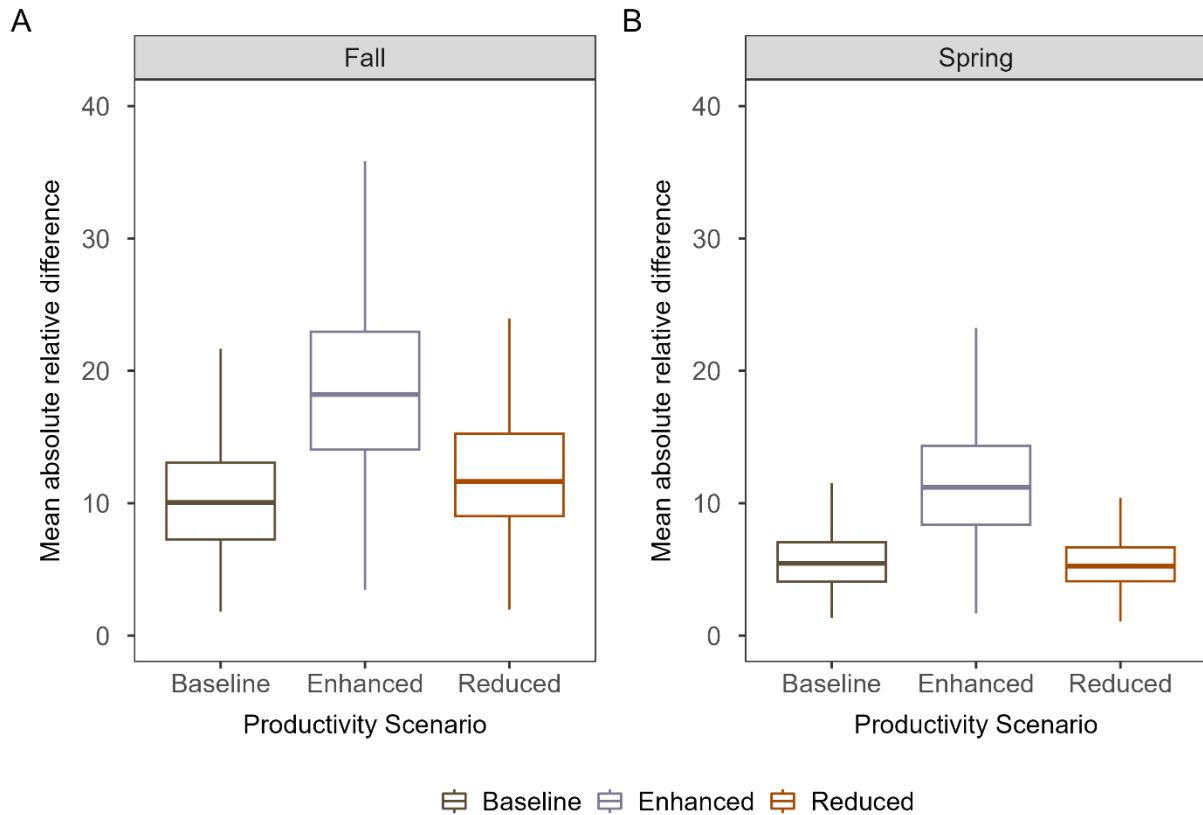 A
Fall
Mean absolute relative difference
40
30
20
10
0
Baseline Enhanced Reduced
Productivity Scenario
B
Spring
Mean absolute relative difference
40
30
20
10
0
Baseline Enhanced Reduced
Productivity Scenario
Baseline Enhanced Reduced